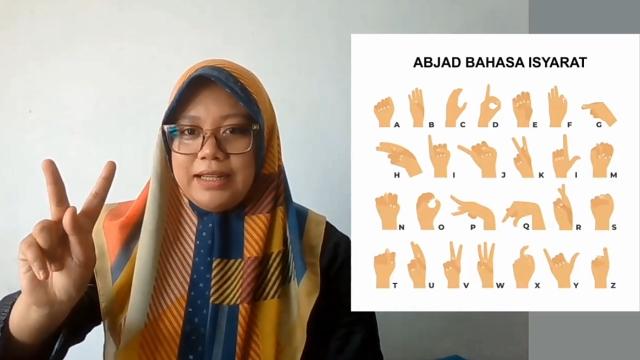 ABJAD BAHASA ISYARAT
A B C D E F G
H I J K I M
N O P Q R S
T U V W X Y Z